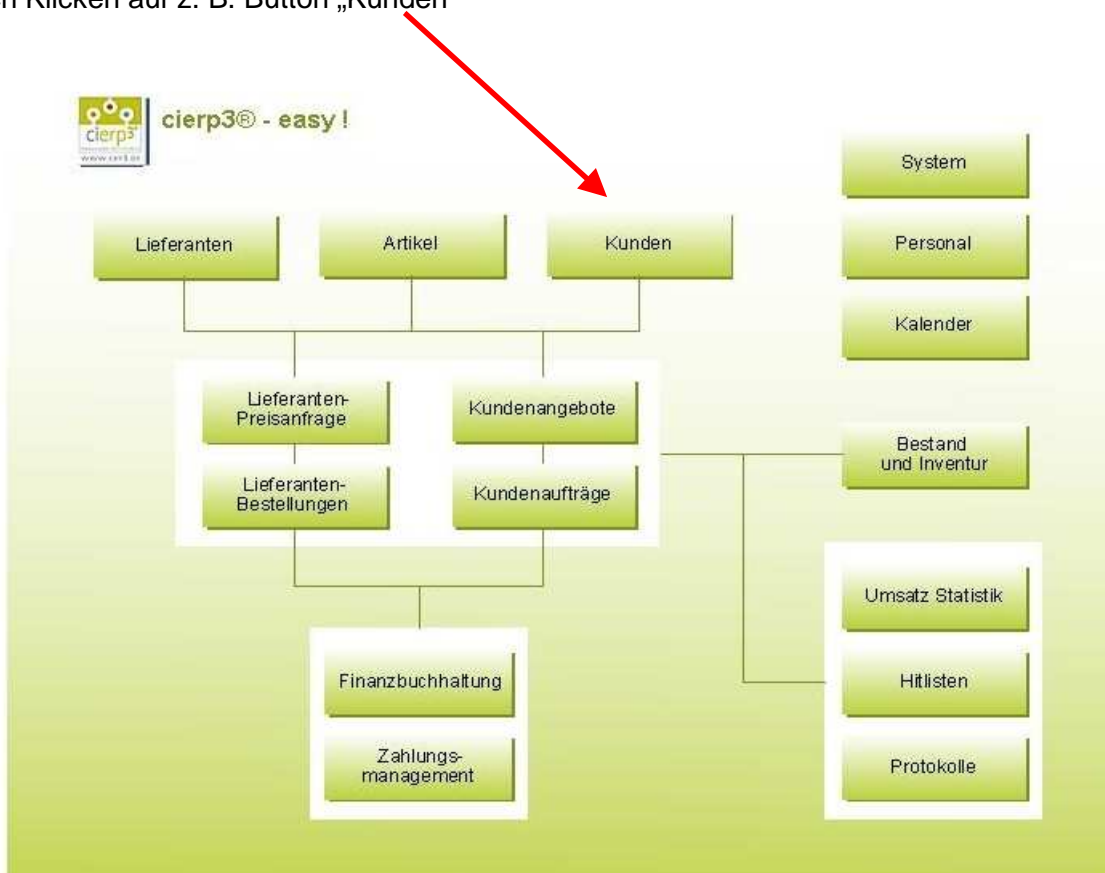 Klicken auf z. B. Button „Kunden
cierp3
cierp3® - easy !
System
Lieferanten
Artikel
Kunden
Personal
Kalender
Lieferanten-
Preisanfrage
Kundenangebote
Bestand
und Inventur
Lieferanten-
Bestellungen
Kundenaufträge
Umsatz Statistik
Finanzbuchhaltung
Hitlisten
Zahlungs-
management
Protokolle